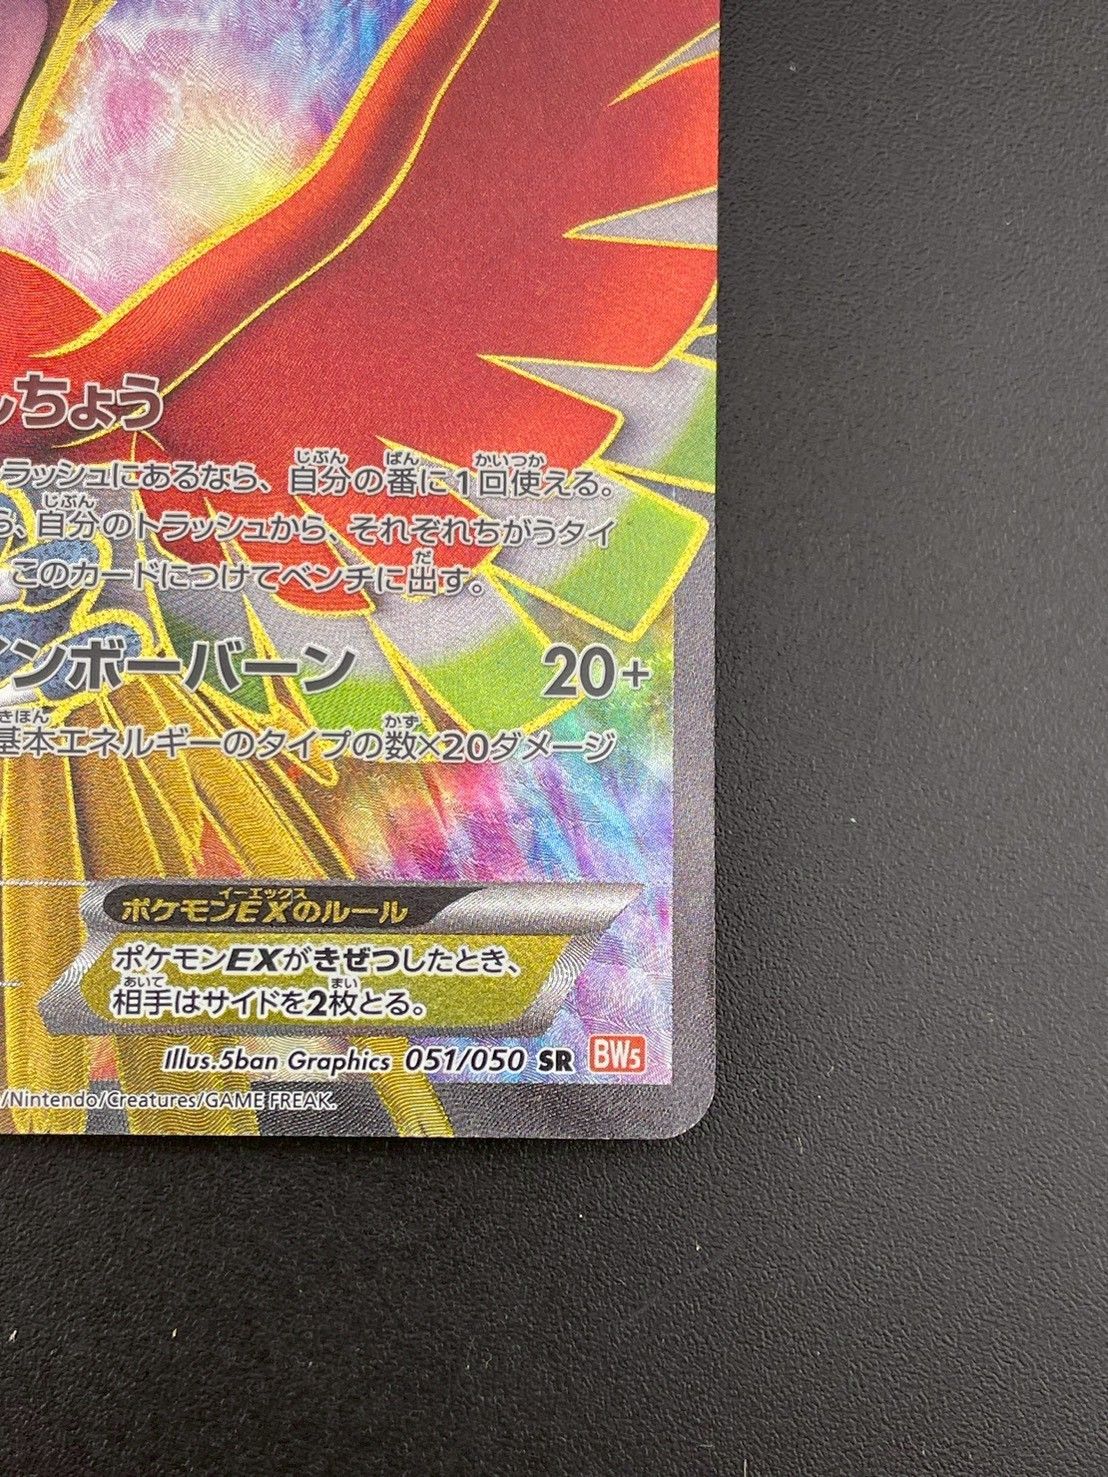 ちょう
ラッシュにあるなら、自分の番に1回使える。
、自分のトラッシュから、それぞれちがうタイ
このカードにつけてベンチに出す。
ンボーバーン 20+
基本エネルギーのタイプの数×20ダメージ
ポケモンEXのルール
ポケモンEXがきぜつしたとき、
相手はサイドを2枚とる。
Illus.5ban Graphics 051/050 SR BW5
/Nintendo/Creatures/GAME FREAK.